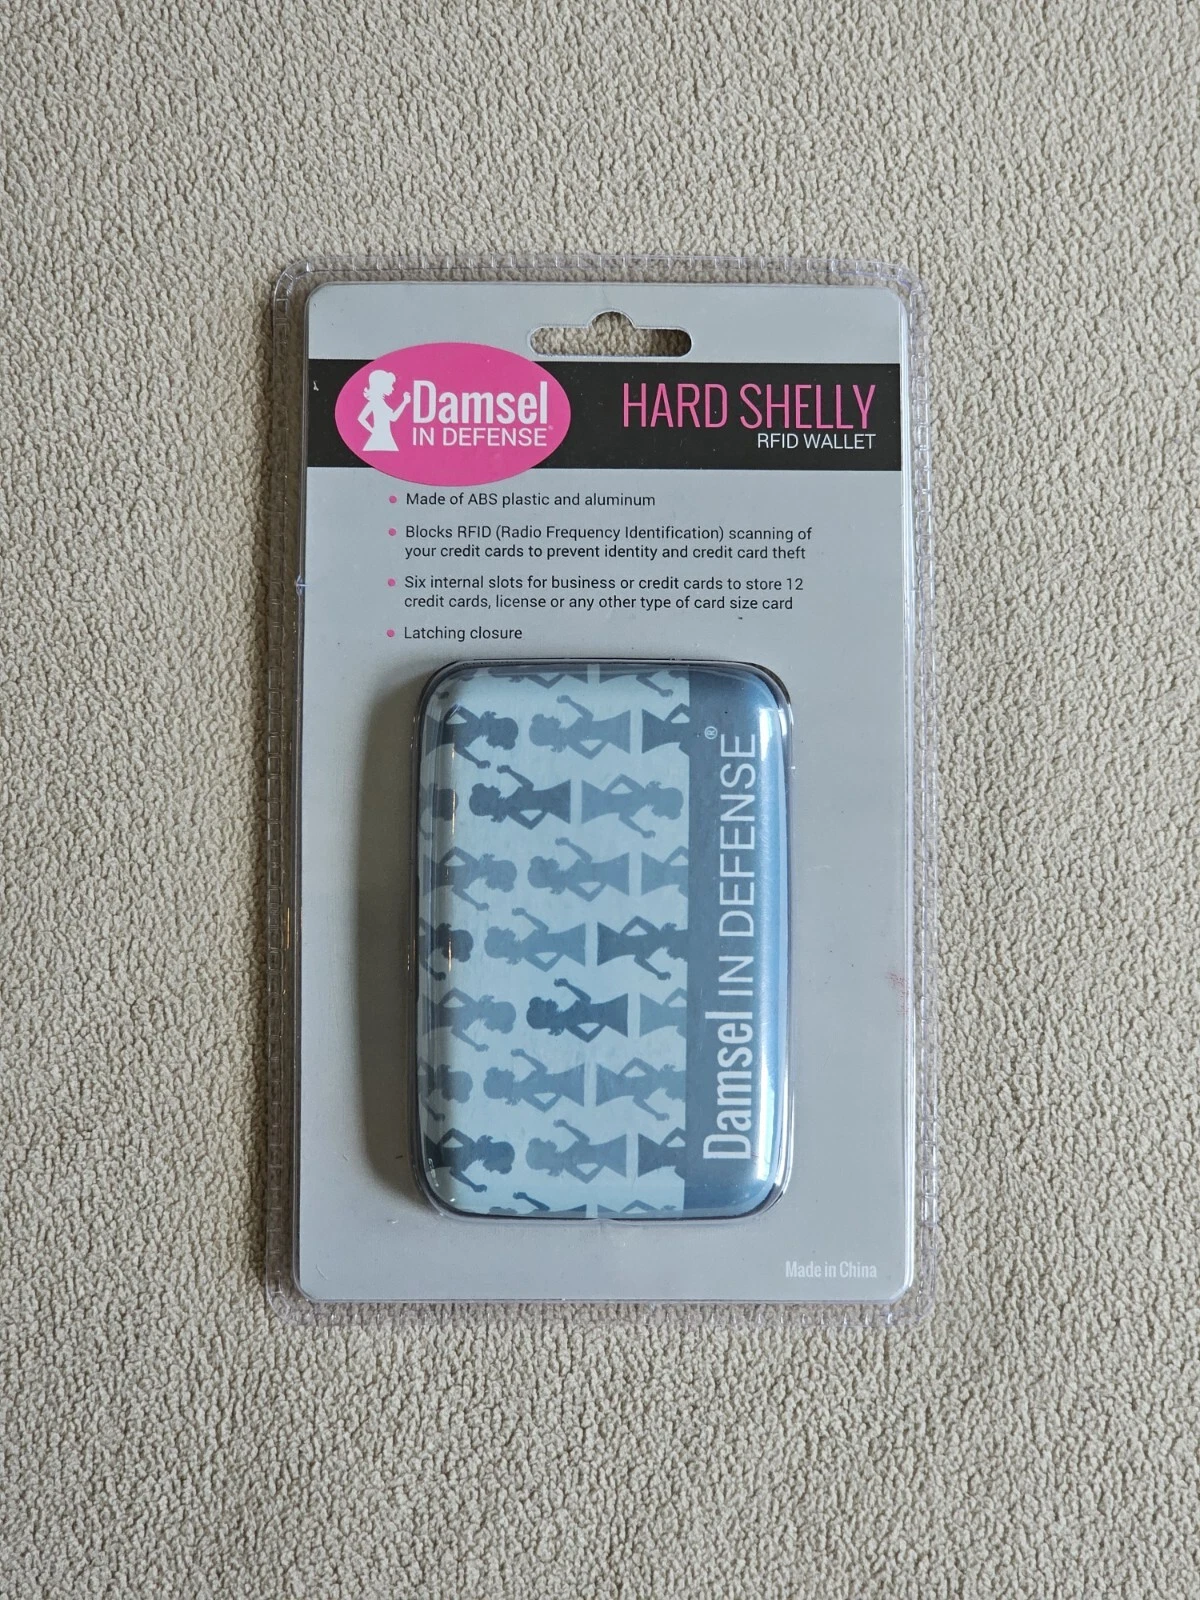 Damsel
IN DEFENSE®
HARD SHELLY
RFID WALLET
• Made of ABS plastic and aluminum
• Blocks RFID (Radio Frequency Identification) scanning of
your credit cards to prevent identity and credit card theft
• Six internal slots for business or credit cards to store 12
credit cards, license or any other type of card size card
• Latching closure
Damsel IN DEFENSE®
Made in China